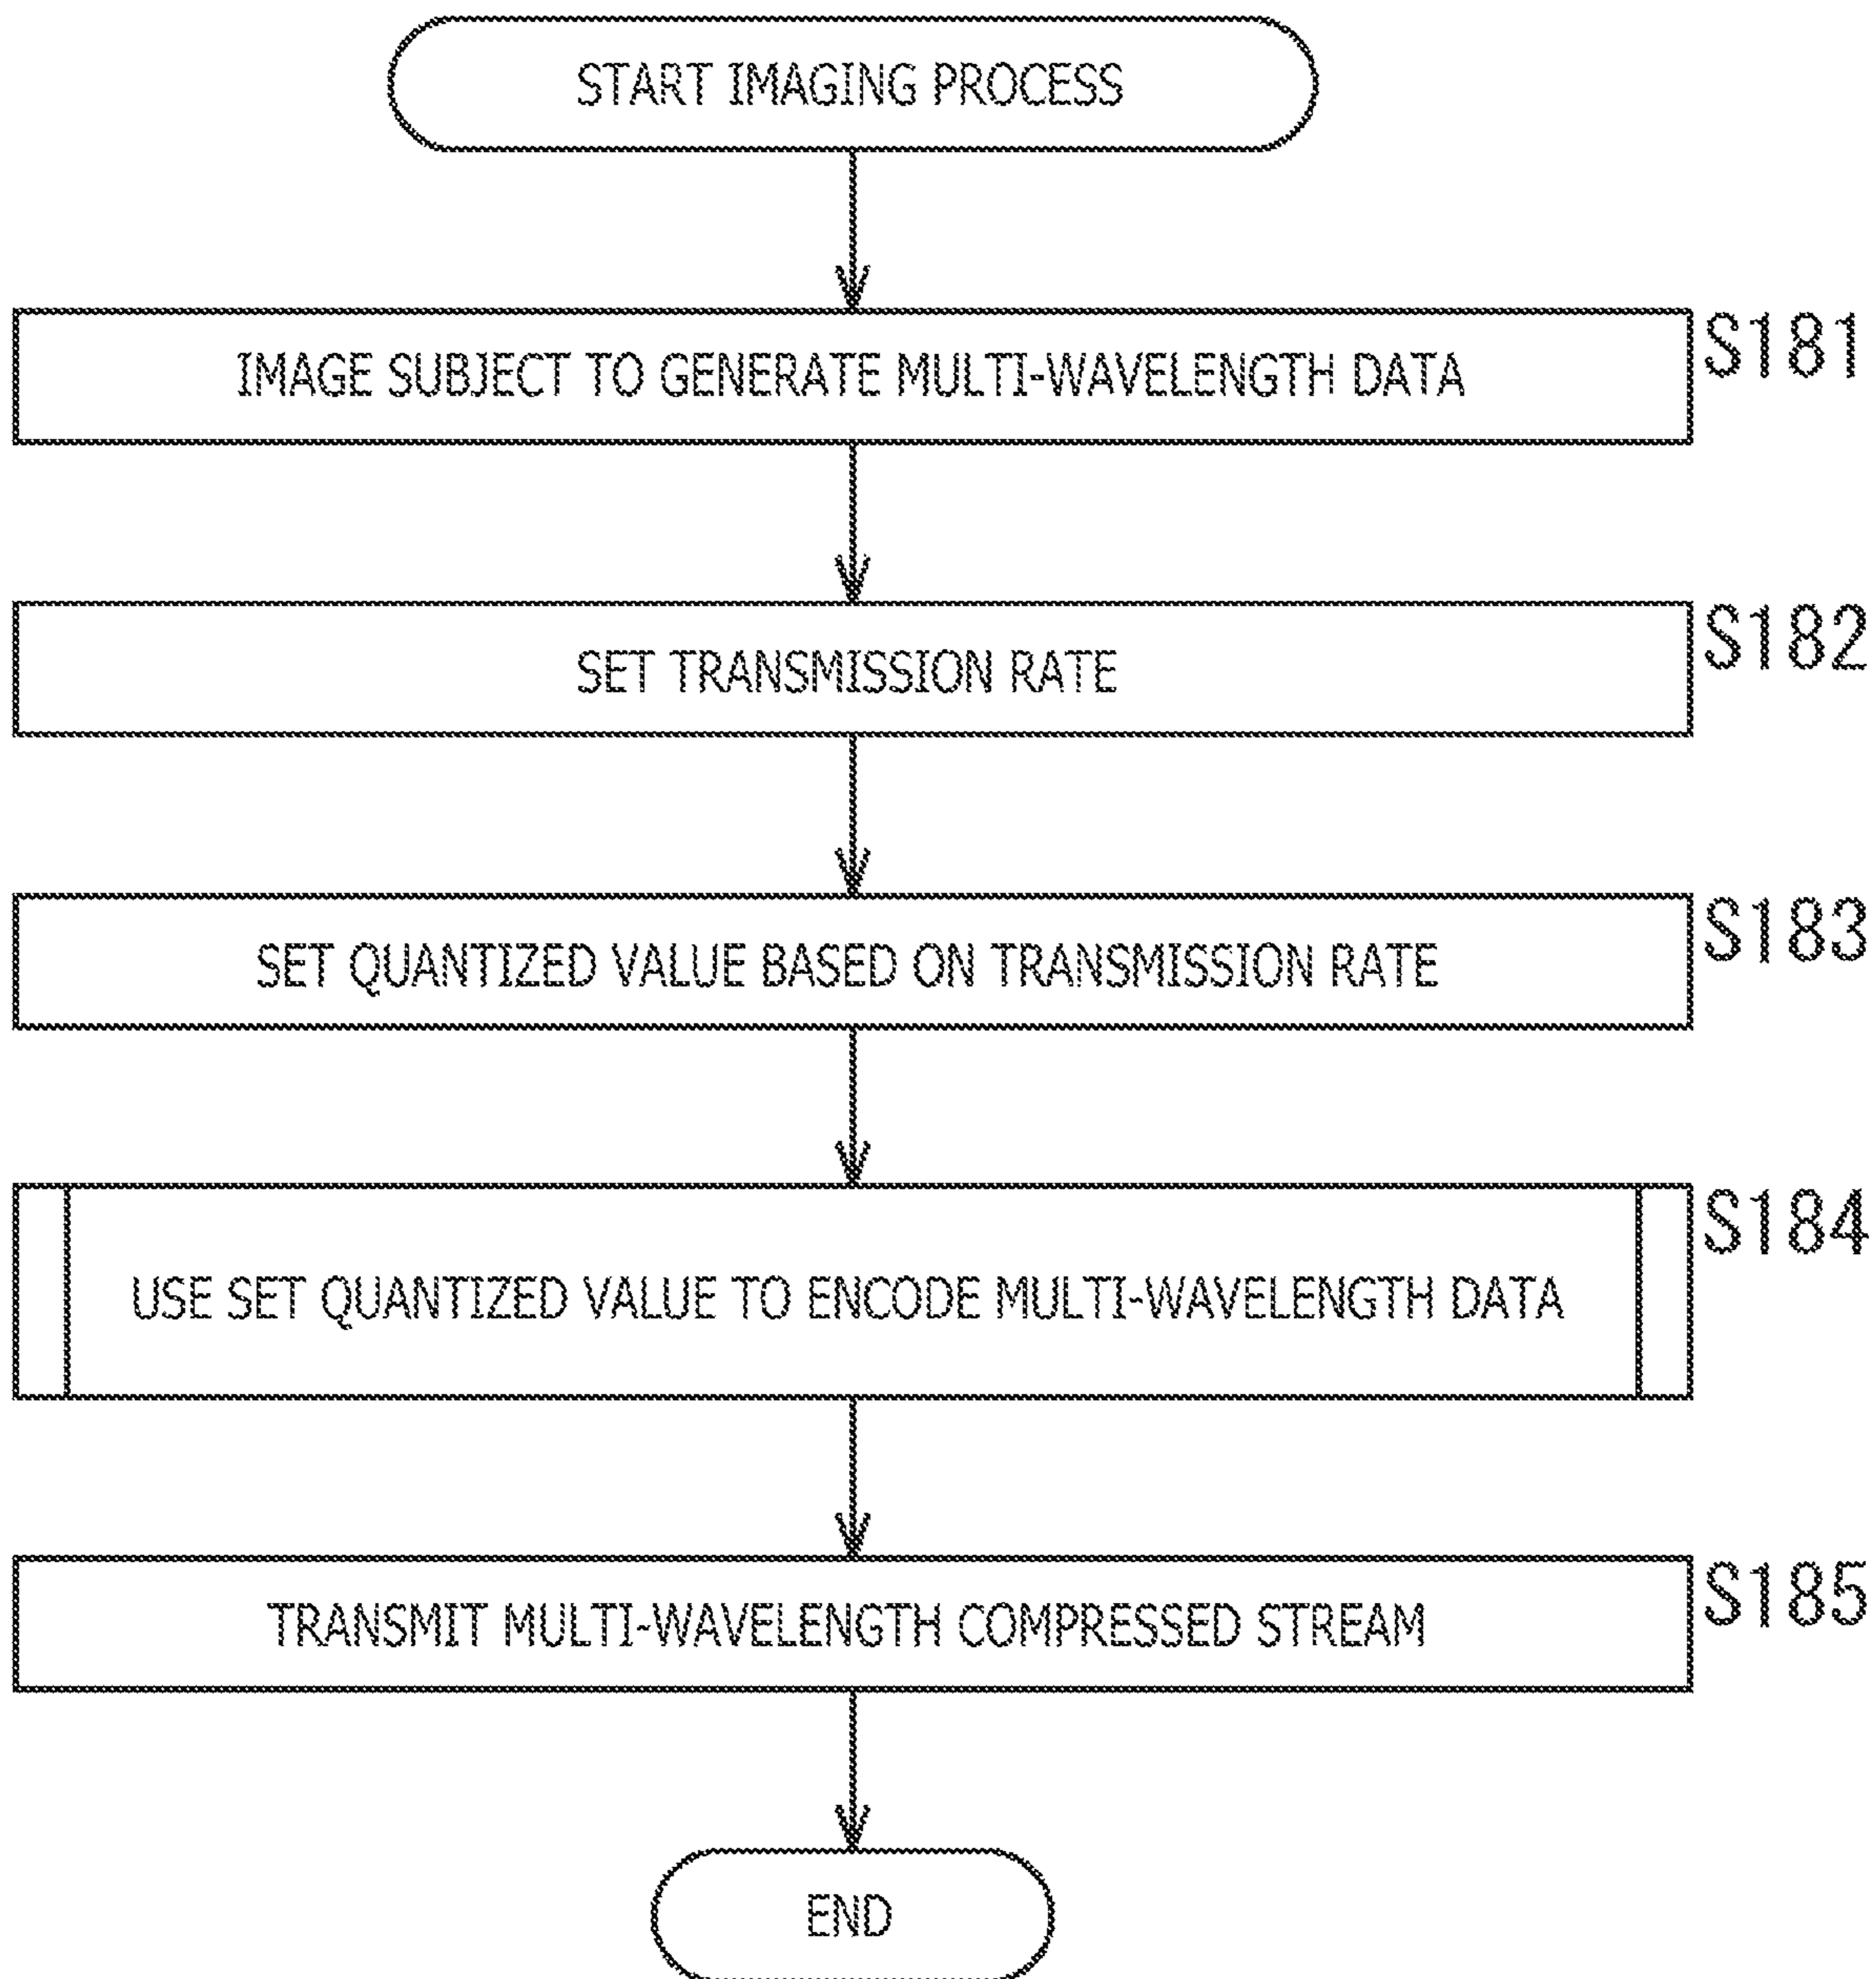 START IMAGING PROCESS
IMAGE SUBJECT TO GENERATE MULTI-WAVELENGTH DATA
S181
SET TRANSMISSION RATE
S182
SET QUANTIZED VALUE BASED ON TRANSMISSION RATE
S183
USE SET QUANTIZED VALUE TO ENCODE MULTI-WAVELENGTH DATA
S184
TRANSMIT MULTI-WAVELENGTH COMPRESSED STREAM
S185
END